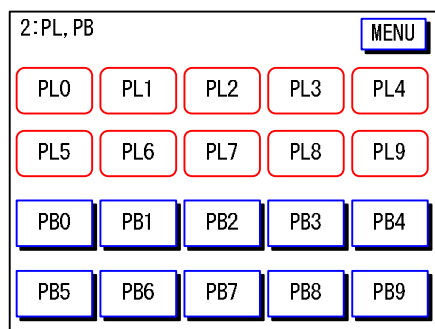 2:PL,PB MENU
PL0 PL1 PL2 PL3 PL4
PL5 PL6 PL7 PL8 PL9
PB0 PB1 PB2 PB3 PB4
PB5 PB6 PB7 PB8 PB9